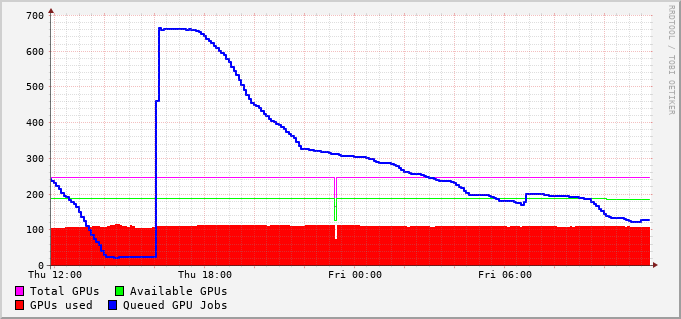 700
600
500
400
300
200
100
0
Thu 12:00 Thu 18:00 Fri 00:00 Fri 06:00
Total GPUs Available GPUs
GPUs used Queued GPU Jobs
RRDTOOL / TOBI OETIKER